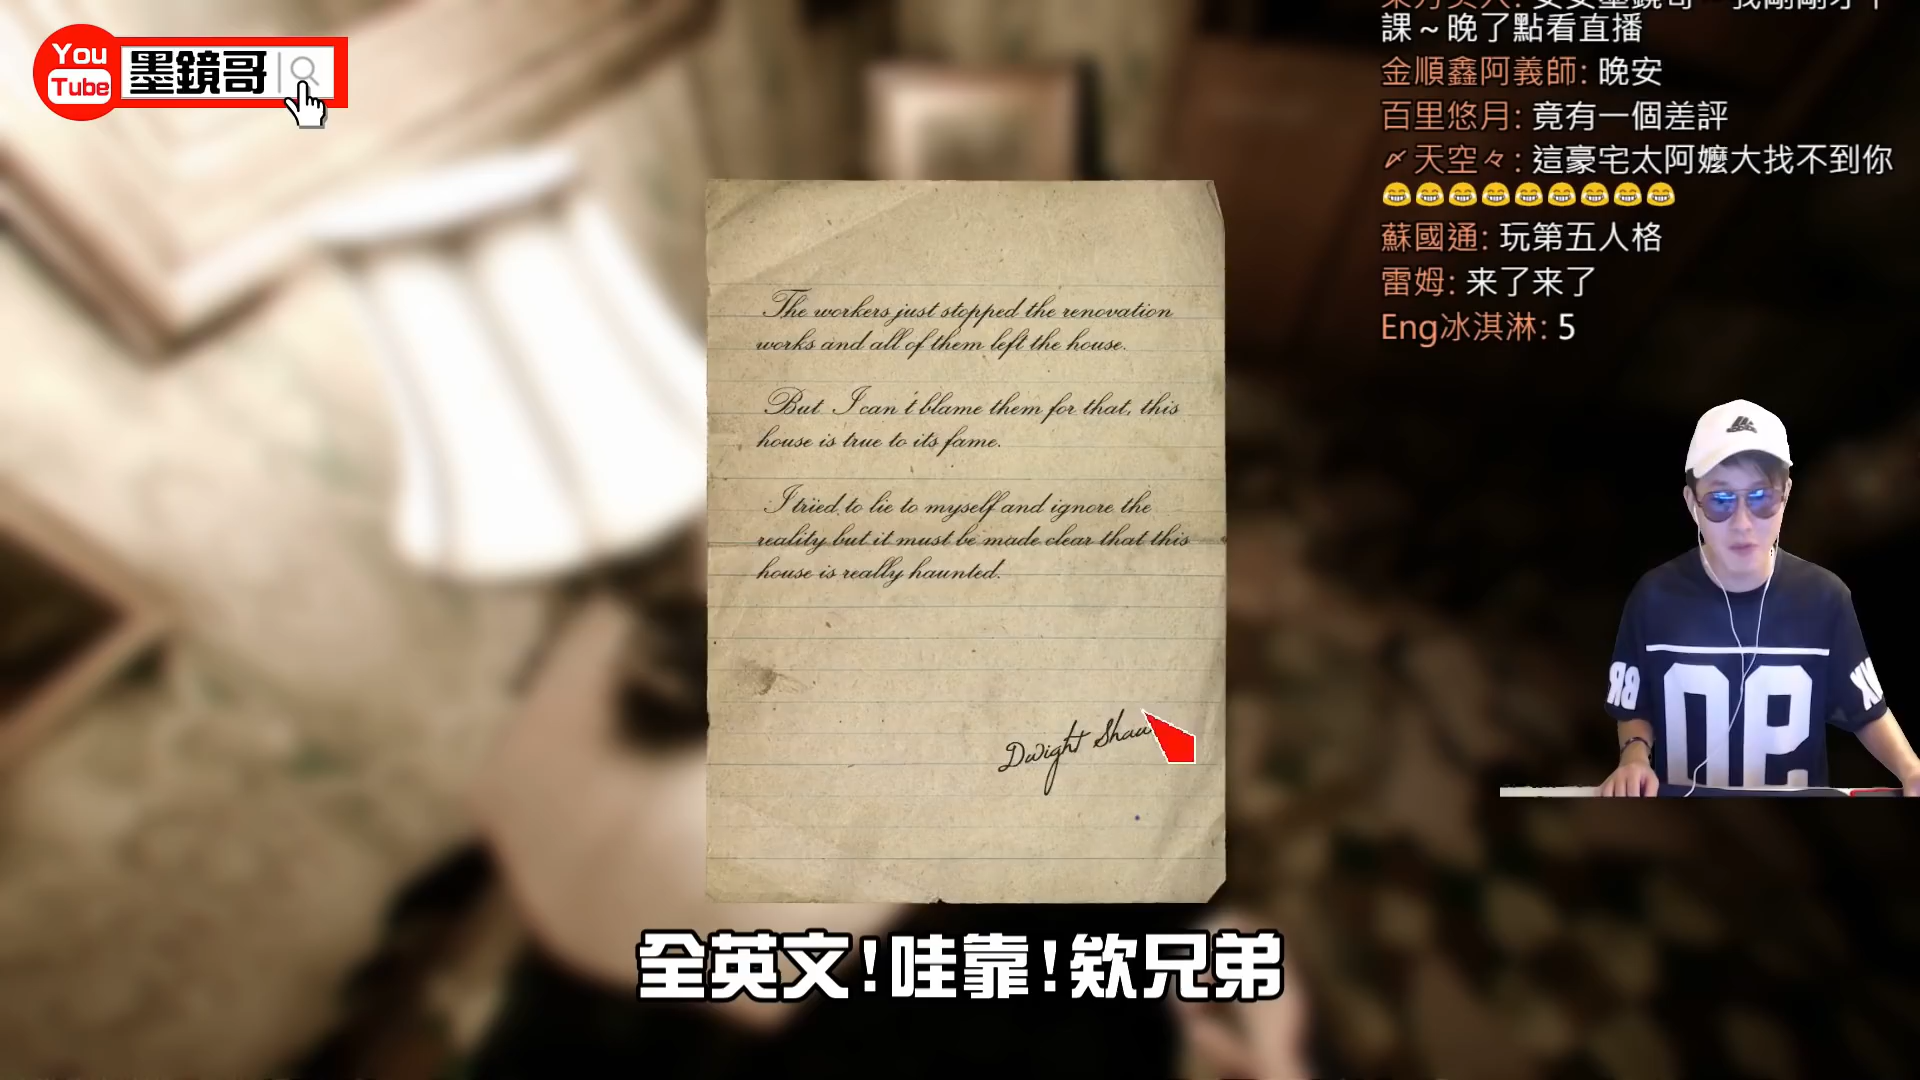 You
Tube
墨鏡哥
課～晚了點看直播
金順鑫阿義師: 晚安
百里悠月: 竟有一個差評
〆天空々: 這豪宅太阿嬤大找不到你
😂😂😂😂😂😂😂😂😂
蘇國通: 玩第五人格
雷姆: 来了来了
Eng冰淇淋: 5
The workers just stopped the renovation
works and all of them left the house.
But I can't blame them for that, this
house is true to its fame.
I tried to lie to myself and ignore the
reality but it must be made clear that this
house is really haunted.
Dwight
全英文!哇靠!欸兄弟